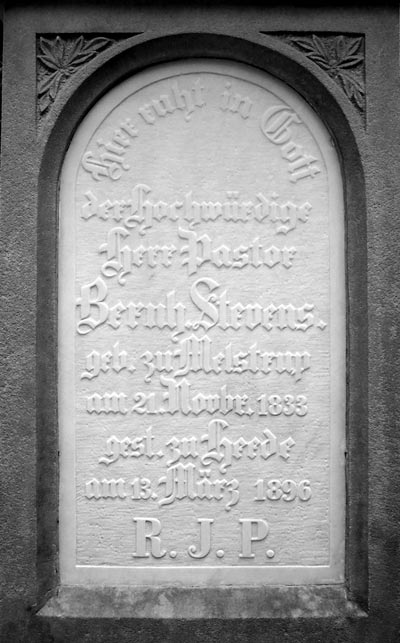 Hier ruht in Gott
der Hochwürdige
Herr Pastor
Bernh. Stevens.
geb. zu Melstrup
am 21. Novbr. 1833
gest. zu Heede
am 13. März 1896
R. J. P.